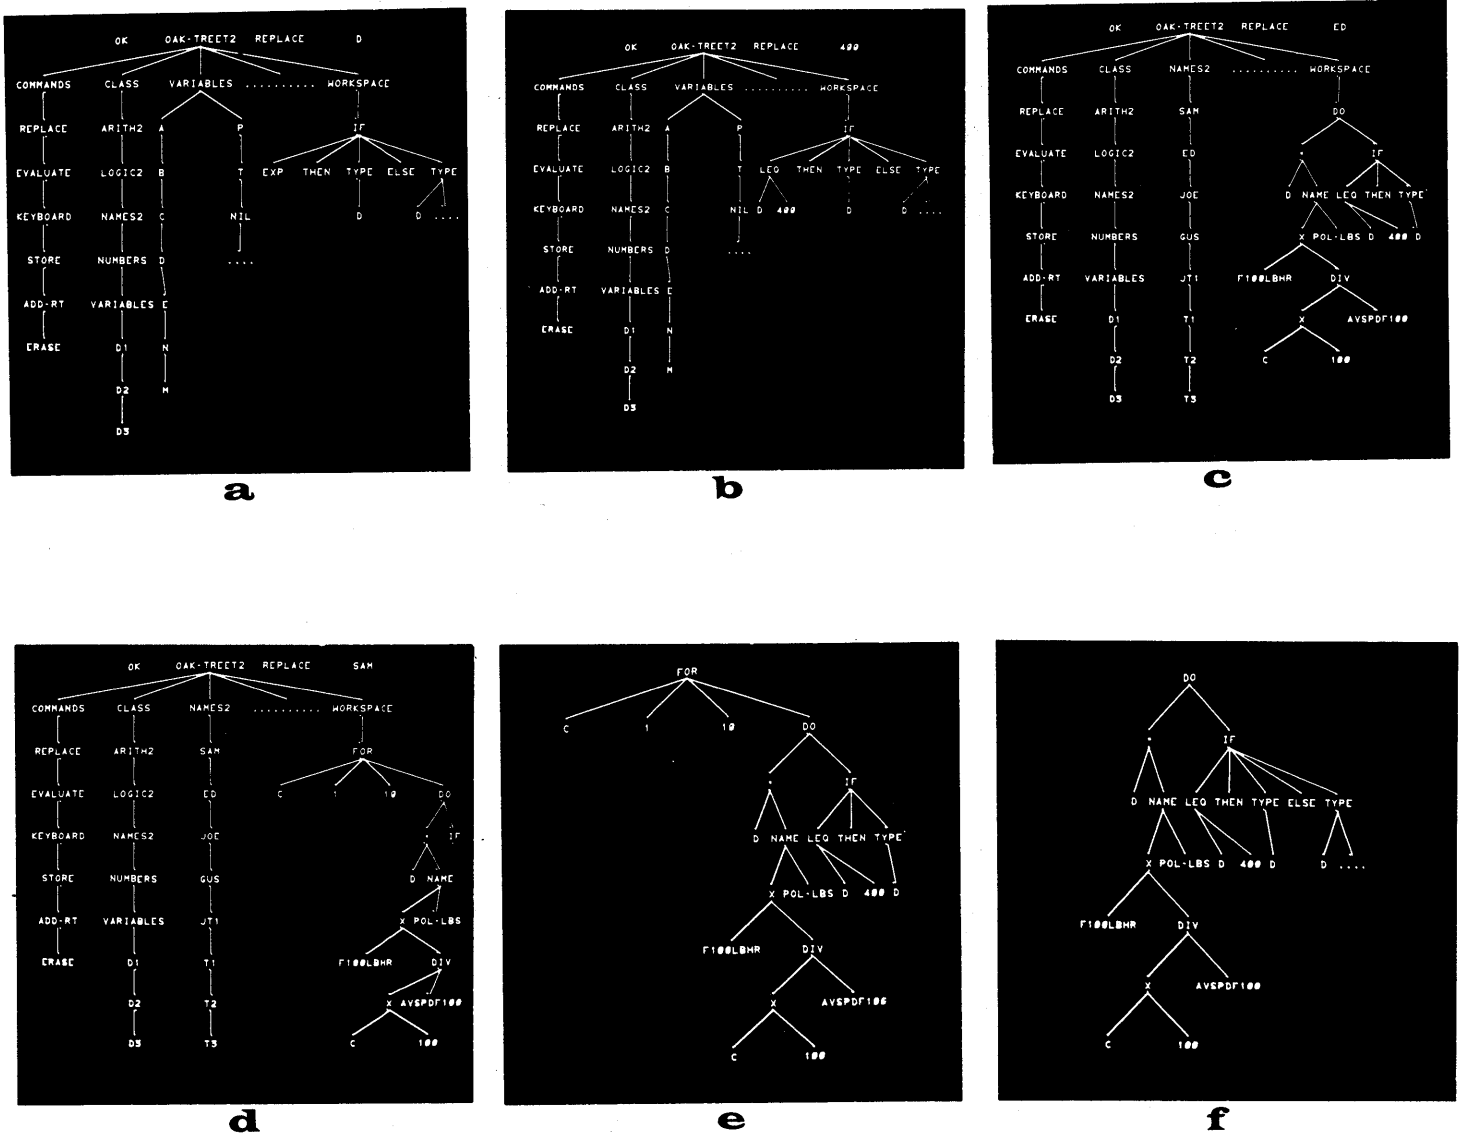 OK OAK-TREET2 REPLACE D
COMMANDS CLASS VARIABLES .......... WORKSPACE
REPLACE ARITH2 A P IF
EVALUATE LOGIC2 B T EXP THEN TYPE ELSE TYPE
KEYBOARD NAMES2 C NIL D D ....
STORE NUMBERS D ....
ADD-RT VARIABLES E
ERASE D1 N
D2 M
D3
a
OK OAK-TREET2 REPLACE 400
COMMANDS CLASS VARIABLES .......... WORKSPACE
REPLACE ARITH2 A P IF
EVALUATE LOGIC2 B T LEQ THEN TYPE ELSE TYPE
KEYBOARD NAMES2 C NIL D 400 D D ....
STORE NUMBERS D ....
ADD-RT VARIABLES E
ERASE D1 N
D2 M
D3
b
OK OAK-TREET2 REPLACE ED
COMMANDS CLASS NAMES2 .......... WORKSPACE
REPLACE ARITH2 SAM DO
EVALUATE LOGIC2 ED IF
KEYBOARD NAMES2 JOE D NAME LEQ THEN TYPE
STORE NUMBERS GUS X POL-LBS D 400 D
ADD-RT VARIABLES JT1 F100LBHR DIV
ERASE D1 T1 X AVSPDF100
D2 T2 C 100
D3 T3
c
OK OAK-TREET2 REPLACE SAM
COMMANDS CLASS NAMES2 .......... WORKSPACE
REPLACE ARITH2 SAM FOR
EVALUATE LOGIC2 ED C 1 10 DO
KEYBOARD NAMES2 JOE IF
STORE NUMBERS GUS D NAME
ADD-RT VARIABLES JT1 X POL-LBS
ERASE D1 T1 F100LBHR DIV
D2 T2 X AVSPDF100
D3 T3 C 100
d
FOR
C 1 10 DO
IF
D NAME LEQ THEN TYPE
X POL-LBS D 400 D
F100LBHR DIV
X AVSPDF106
C 100
e
DO
IF
D NAME LEQ THEN TYPE ELSE TYPE
X POL-LBS D 400 D D ....
F100LBHR DIV
X AVSPDF100
C 100
f